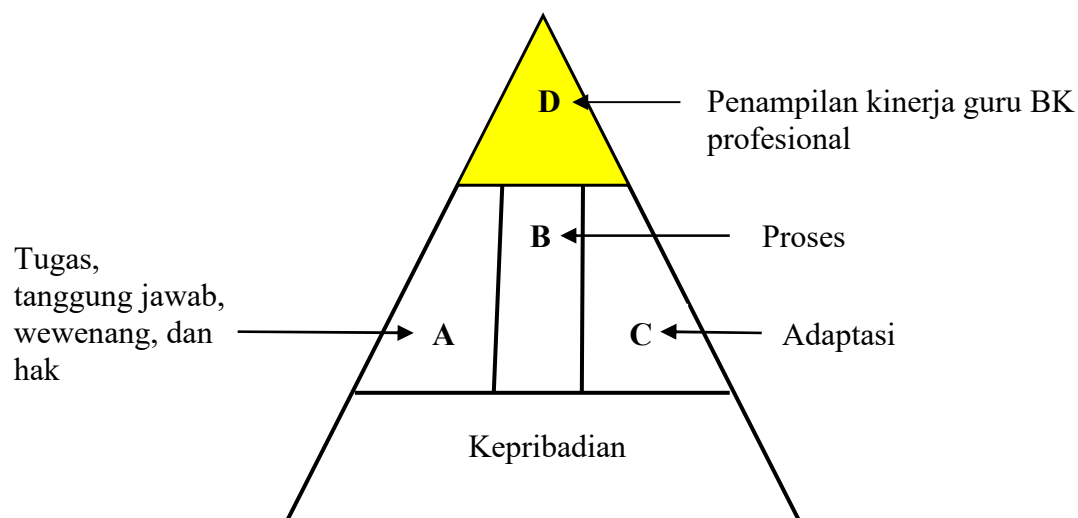 D
Penampilan kinerja guru BK
profesional
B
Proses
Tugas,
tanggung jawab,
wewenang, dan
hak
A
C
Adaptasi
Kepribadian